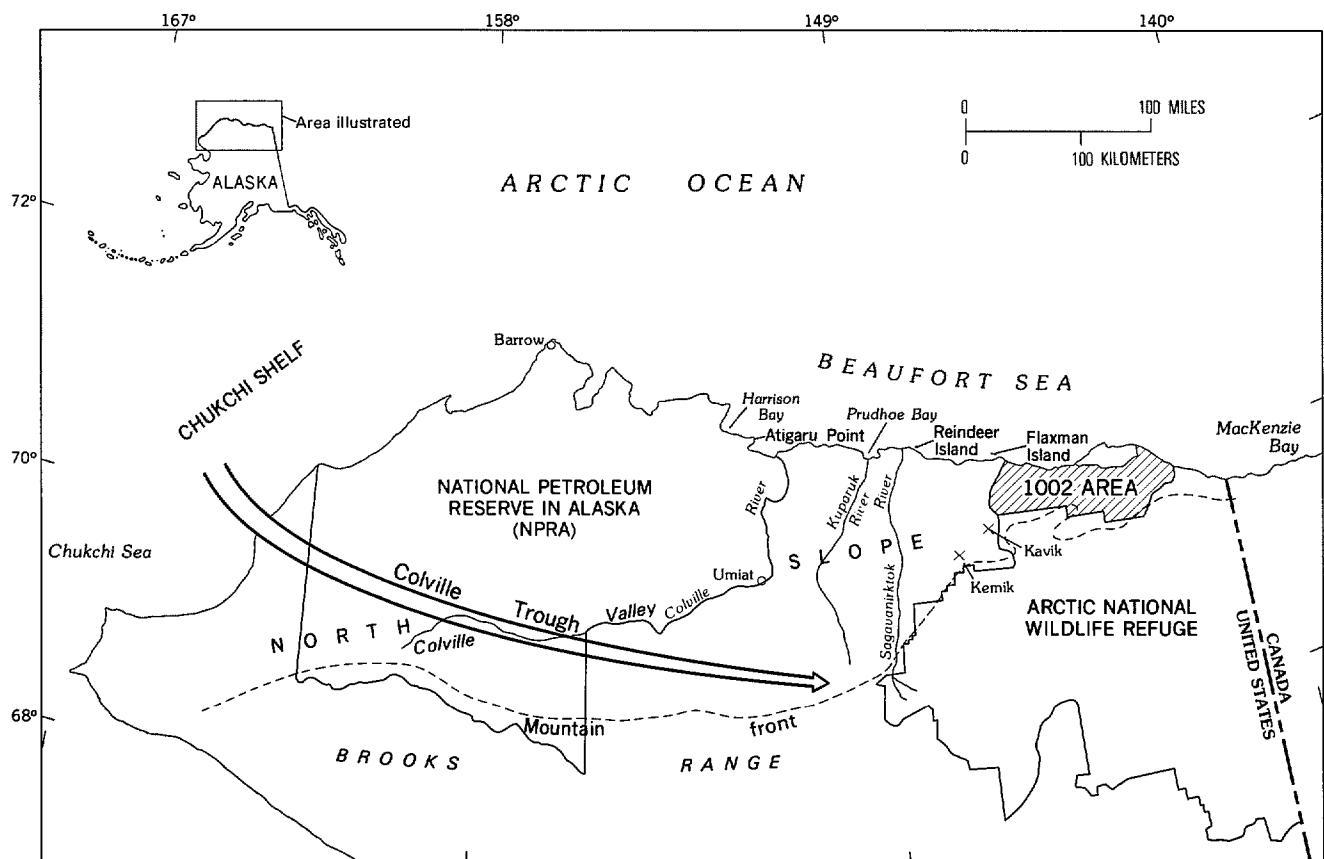 167°
158°
149°
140°
0
100 MILES
0
100 KILOMETERS
Area illustrated
ALASKA
72°
ARCTIC OCEAN
Barrow
BEAUFORT SEA
CHUKCHI SHELF
Harrison
Bay
Prudhoe Bay
Atigaru Point
Reindeer
Island
Flaxman
Island
MacKenzie
Bay
70°
NATIONAL PETROLEUM
RESERVE IN ALASKA
(NPRA)
River
Kuparuk
River
River
1002 AREA
Chukchi Sea
SLOPE
Kavik
Umiat
Kemik
Colville
Trough
Valley
Colville
NORTH
Colville
Sagavanirktok
ARCTIC NATIONAL
WILDLIFE REFUGE
CANADA
UNITED STATES
68°
Mountain
front
BROOKS
RANGE